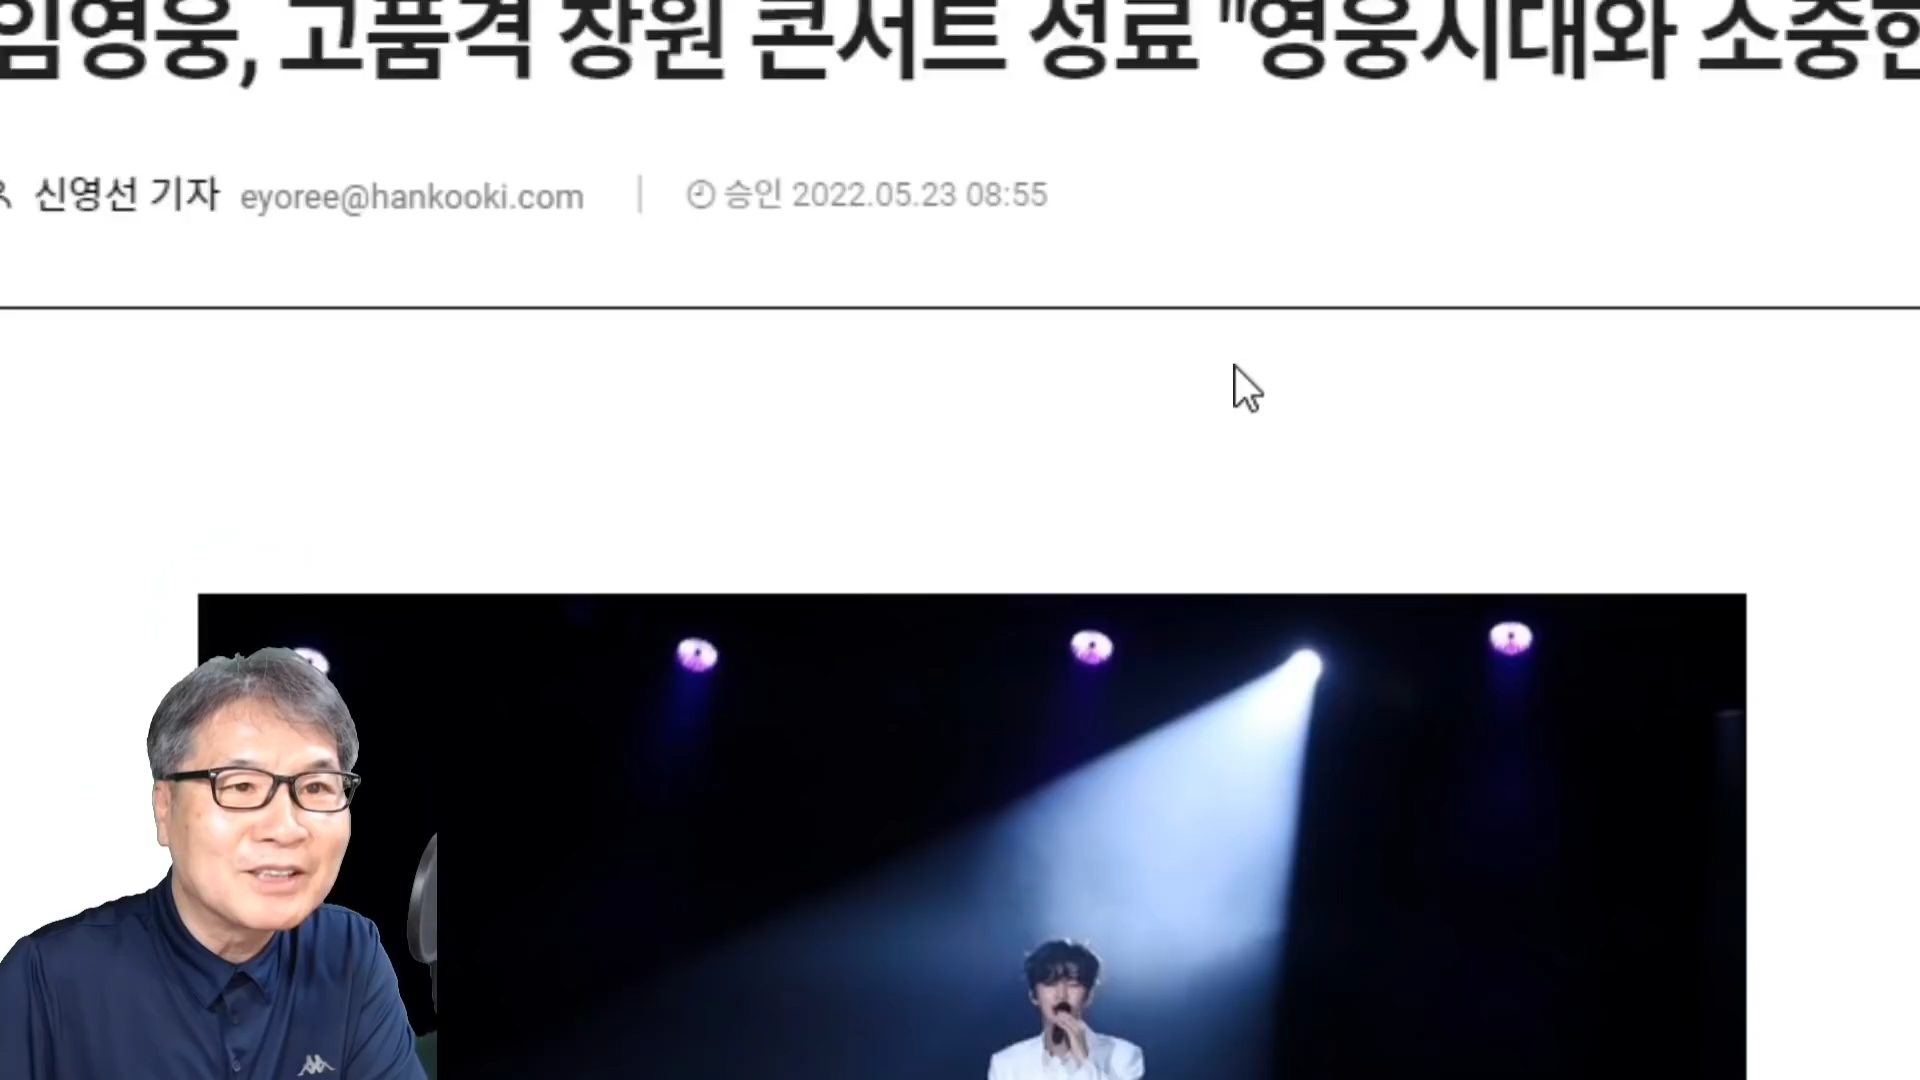 임영웅, 고품격 창원 콘서트 성료 "영웅시대와 소중한
신영선 기자 eyoree@hankooki.com | 승인 2022.05.23 08:55